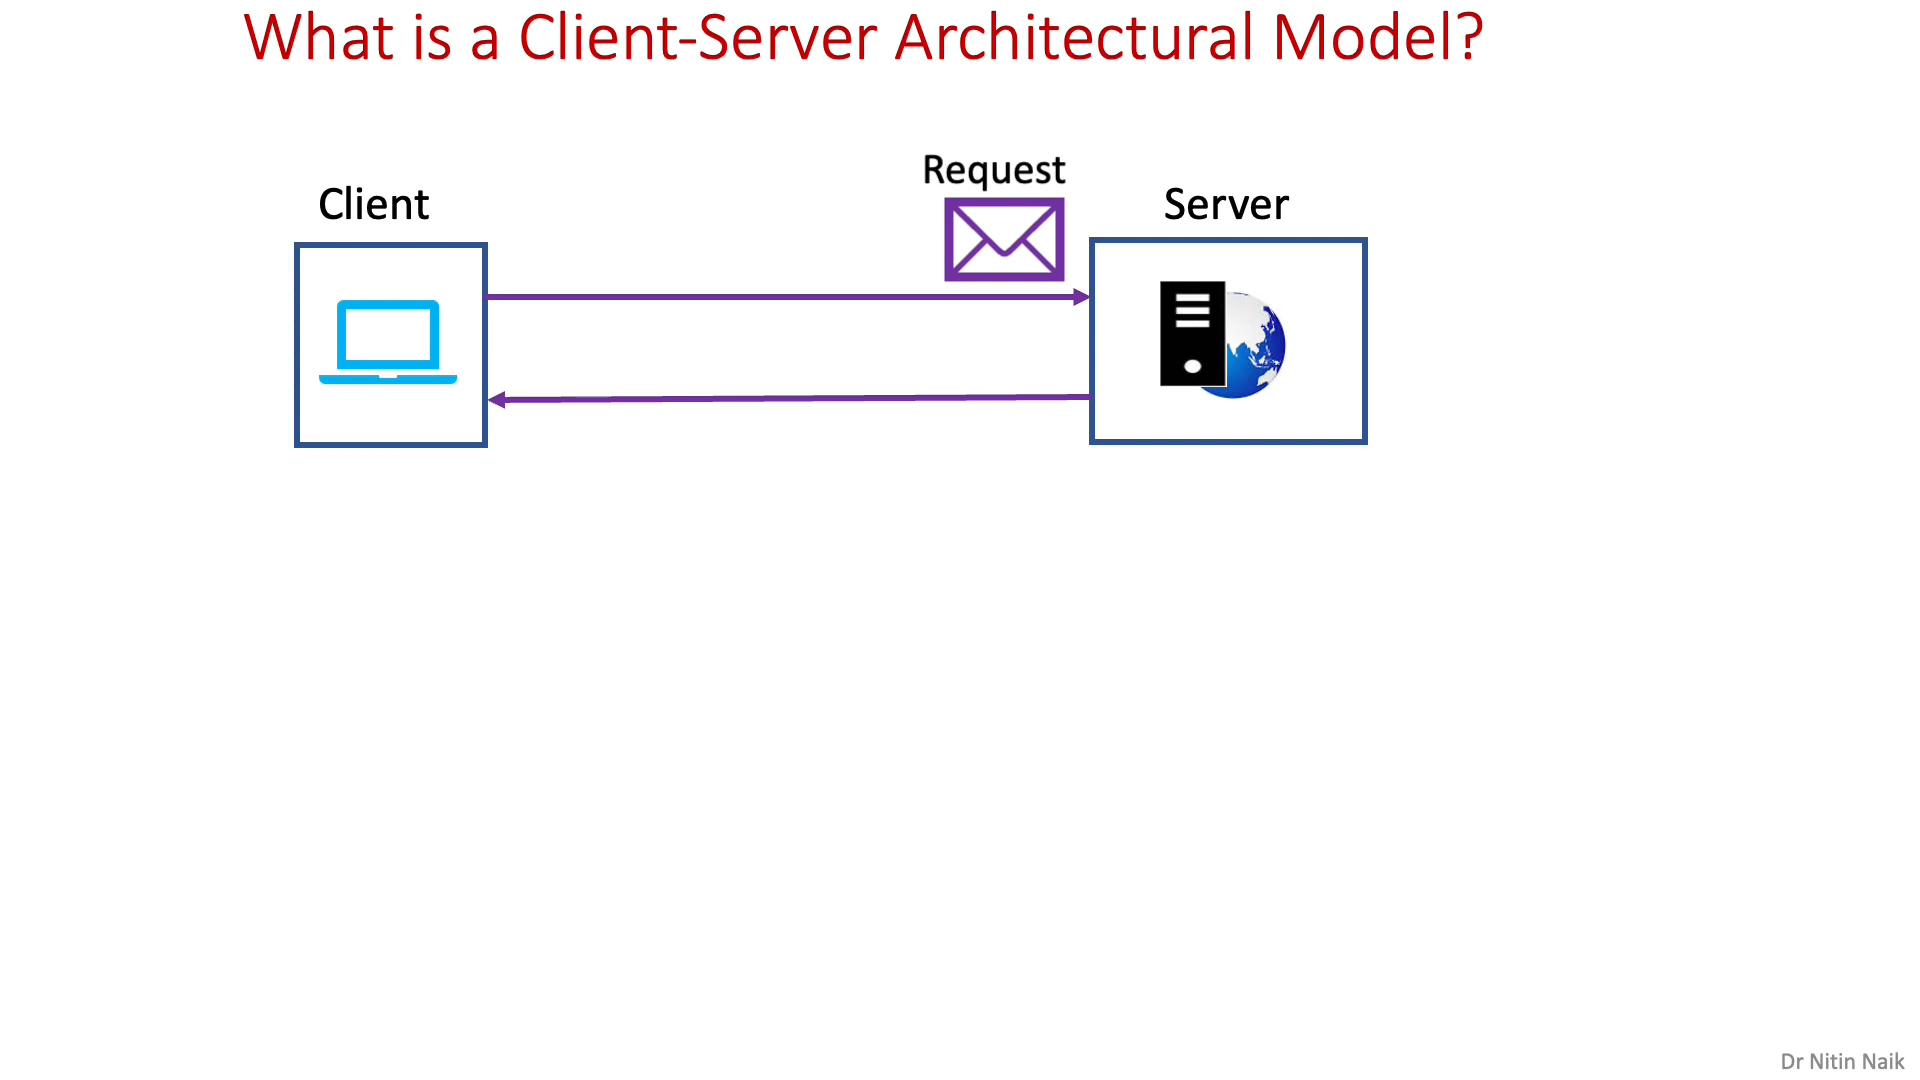 What is a Client-Server Architectural Model?
Request
Client
Server
Dr Nitin Naik